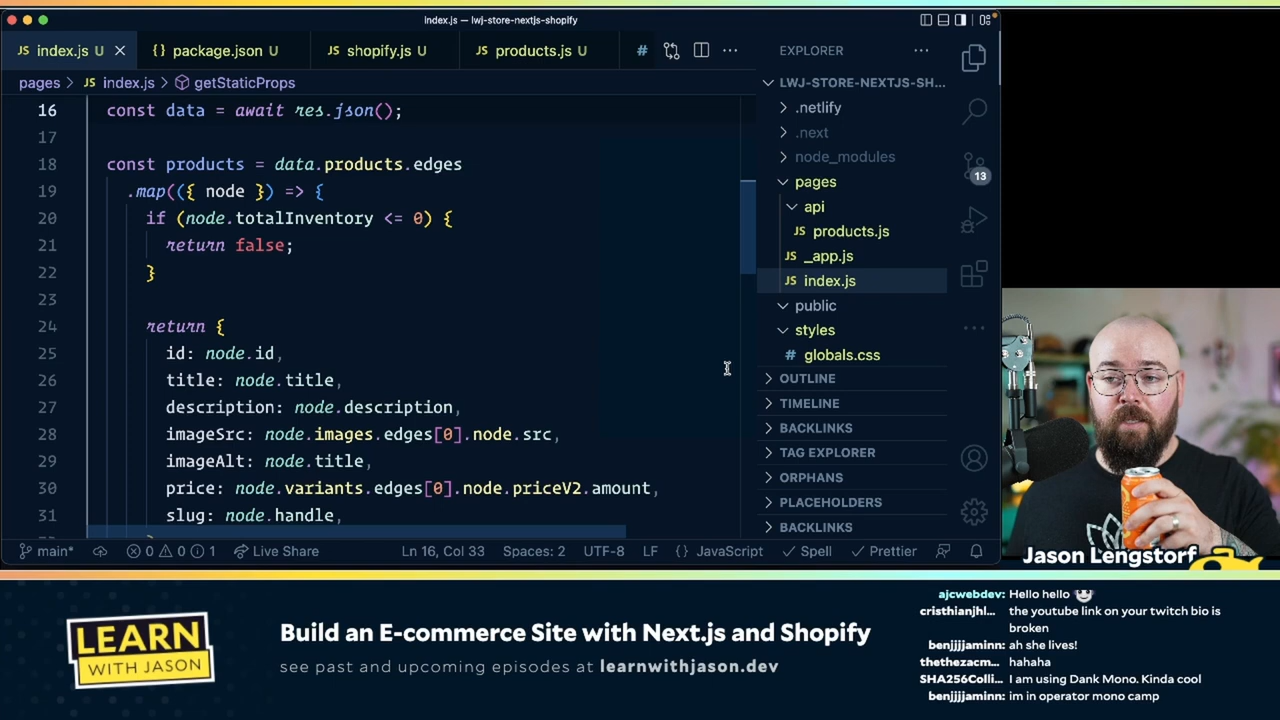 index.js — lwj-store-nextjs-shopify
JS index.js U
{} package.json U
JS shopify.js U
JS products.js U
#
pages > JS index.js > getStaticProps
16 const data = await res.json();
17
18 const products = data.products.edges
19 .map(({ node }) => {
20 if (node.totalInventory <= 0) {
21 return false;
22 }
23
24 return {
25 id: node.id,
26 title: node.title,
27 description: node.description,
28 imageSrc: node.images.edges[0].node.src,
29 imageAlt: node.title,
30 price: node.variants.edges[0].node.priceV2.amount,
31 slug: node.handle,
EXPLORER
LWJ-STORE-NEXTJS-SH...
.netlify
.next
node_modules
pages
api
JS products.js
JS _app.js
JS index.js
public
styles
# globals.css
OUTLINE
TIMELINE
BACKLINKS
TAG EXPLORER
ORPHANS
PLACEHOLDERS
BACKLINKS
13
main* 0 0 1 Live Share Ln 16, Col 33 Spaces: 2 UTF-8 LF {} JavaScript Spell Prettier
Jason Lengstorf
LEARN
WITH JASON
Build an E-commerce Site with Next.js and Shopify
see past and upcoming episodes at learnwithjason.dev
ajcwebdev: Hello hello
cristhianjhl... the youtube link on your twitch bio is
broken
benjjjjaminn: ah she lives!
thethezacm... hahaha
SHA256Colli... I am using Dank Mono. Kinda cool
benjjjjaminn: im in operator mono camp